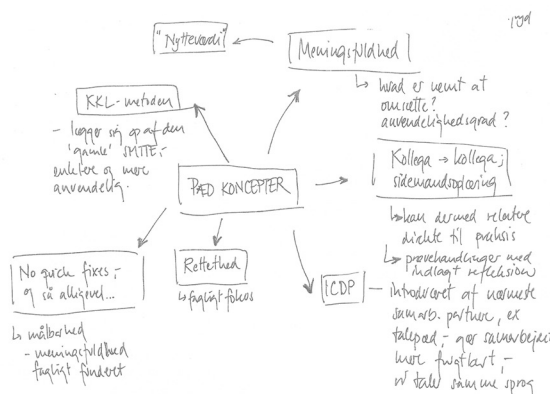 "Nytteværdi"
Meningsfuldhed
↳ hvad er nemt at
omsætte?
anvendelighedsgrad?
KKL-metoden
- lægger sig op af den
'gamle' SMTTE,-
enklere og mere
anvendelig.
Kollega → kollega;
sidemandsoplæring
↳ kan dermed relatere
direkte til praksis
↳ prøvehandlinger med
indlagt refleksion
PÆD KONCEPTER
No quick fixes,-
og så alligevel...
↳ målbarhed
- meningsfuldhed
fagligt funderet
Rettethed
↳ fagligt fokus
ICDP - introduceret af nærmeste
samarb. partnere, ex
talepæd,- gør samarbejdet
mere frugtbart,-
vi taler samme sprog